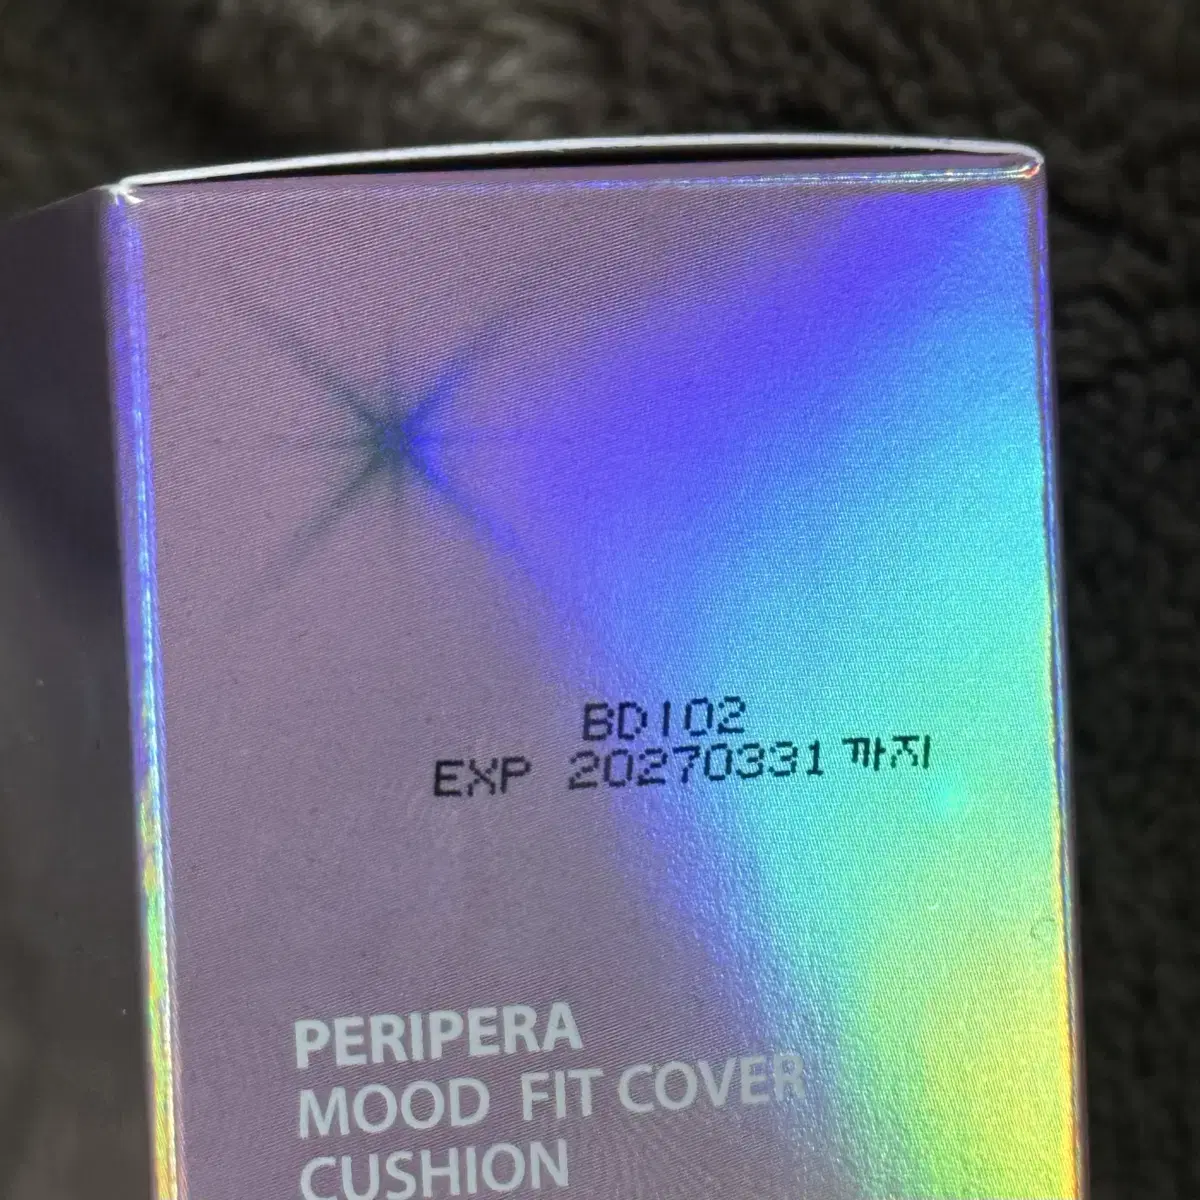 BD102
EXP 20270331 까지
PERIPERA
MOOD FIT COVER
CUSHION